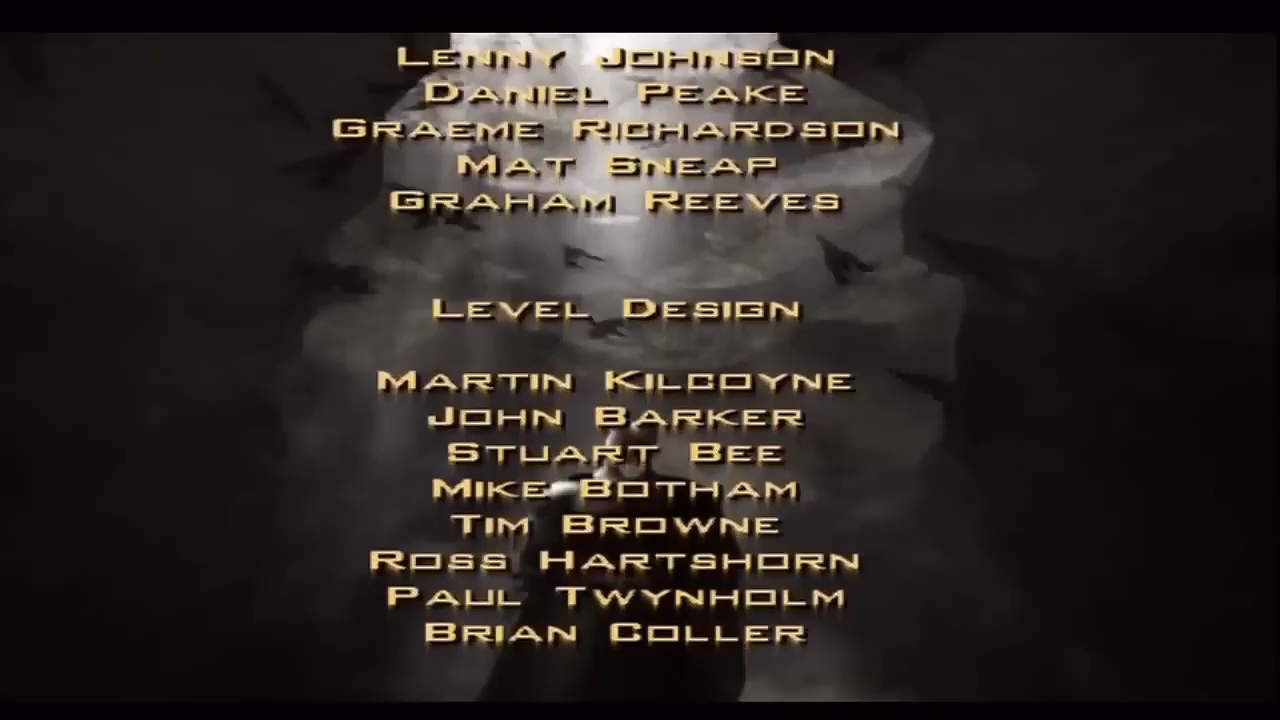 Lenny Johnson
Daniel Peake
Graeme Richardson
Mat Sneap
Graham Reeves
Level Design
Martin Kilcoyne
John Barker
Stuart Bee
Mike Botham
Tim Browne
Ross Hartshorn
Paul Twynholm
Brian Coller